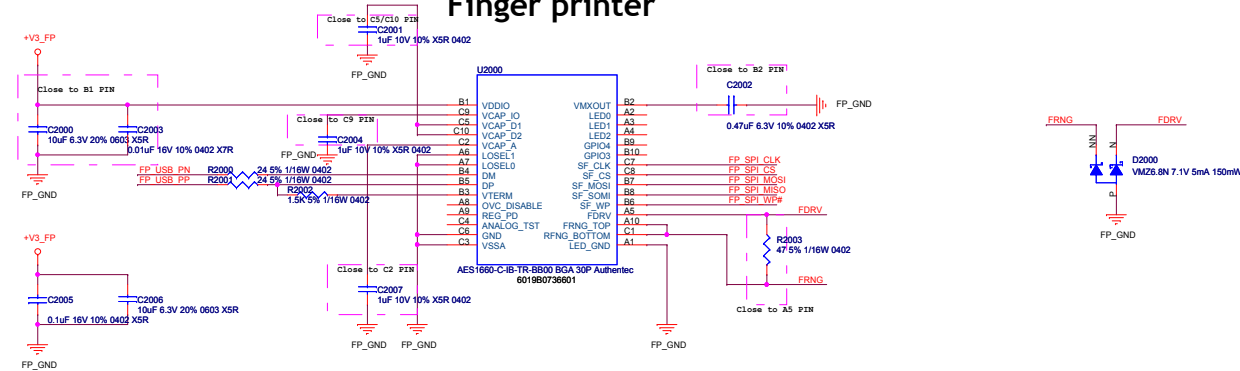 Finger printer
Close to C5/C10 PIN
C2001
1uF 10V 10% X5R 0402
FP_GND
+V3_FP
Close to B1 PIN
C2000
10uF 6.3V 20% 0603 X5R
C2003
0.01uF 16V 10% 0402 X7R
FP_GND
Close to C9 PIN
C2004
1uF 10V 10% X5R 0402
FP_GND
FP_USB_PN
R2000
24 5% 1/16W 0402
FP_USB_PP
R2001
24 5% 1/16W 0402
R2002
1.5K 5% 1/16W 0402
U2000
B1 VDDIO
C9 VCAP_IO
C5 VCAP_D1
C10 VCAP_D2
C2 VCAP_A
A6 LOSEL1
A7 LOSEL0
B4 DM
B5 DP
B3 VTERM
A8 OVC_DISABLE
A9 REG_PD
C4 ANALOG_TST
C6 GND
C3 VSSA
VMXOUT B2
LED0 A2
LED1 A3
LED2 A4
GPIO4 B9
GPIO3 B10
SF_CLK C7 FP_SPI_CLK
SF_CS C8 FP_SPI_CS
SF_MOSI B7 FP_SPI_MOSI
SF_SOMI B8 FP_SPI_MISO
SF_WP B6 FP_SPI_WP#
FDRV A5 FDRV
FRNG_TOP A10
RFNG_BOTTOM C1
LED_GND A1
AES1660-C-IB-TR-BB00 BGA 30P Authentec
6019B0736601
Close to B2 PIN
C2002
0.47uF 6.3V 10% 0402 X5R
FP_GND
R2003
47 5% 1/16W 0402
FRNG
Close to A5 PIN
FP_GND
+V3_FP
C2005
0.1uF 16V 10% 0402 X5R
C2006
10uF 6.3V 20% 0603 X5R
FP_GND
Close to C2 PIN
C2007
1uF 10V 10% X5R 0402
FP_GND
FP_GND
FRNG
FDRV
NN
N
D2000
VMZ6.8N 7.1V 5mA 150mW
P
FP_GND